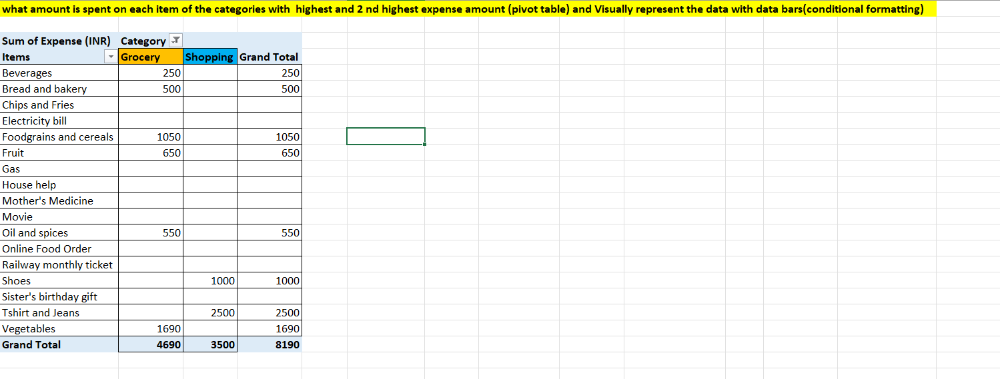 what amount is spent on each item of the categories with  highest and 2 nd highest expense amount (pivot table) and Visually represent the data with data bars(conditional formatting)
Sum of Expense (INR) Category
Items Grocery Shopping Grand Total
Beverages 250 250
Bread and bakery 500 500
Chips and Fries
Electricity bill
Foodgrains and cereals 1050 1050
Fruit 650 650
Gas
House help
Mother's Medicine
Movie
Oil and spices 550 550
Online Food Order
Railway monthly ticket
Shoes 1000 1000
Sister's birthday gift
Tshirt and Jeans 2500 2500
Vegetables 1690 1690
Grand Total 4690 3500 8190